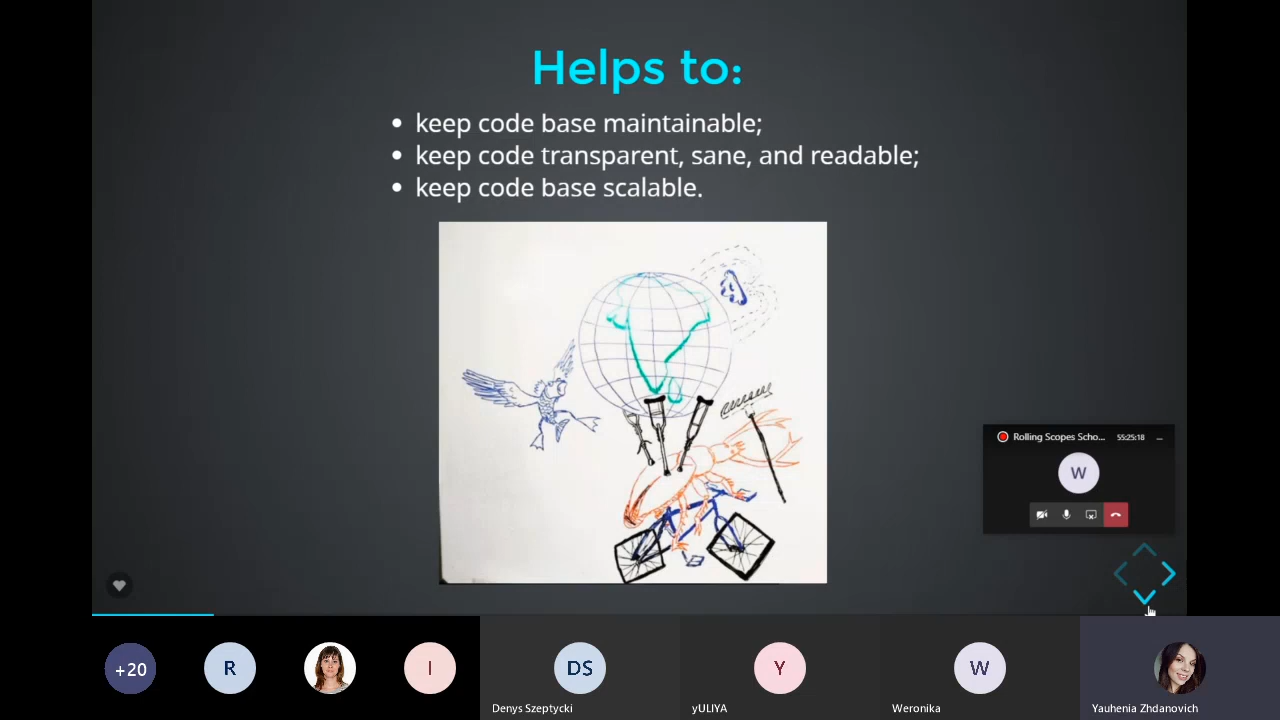 Helps to:
• keep code base maintainable;
• keep code transparent, sane, and readable;
• keep code base scalable.
Rolling Scopes Scho... 55:25:18
W
+20
R
I
DS
Y
W
Denys Szeptycki
yULIYA
Weronika
Yauhenia Zhdanovich